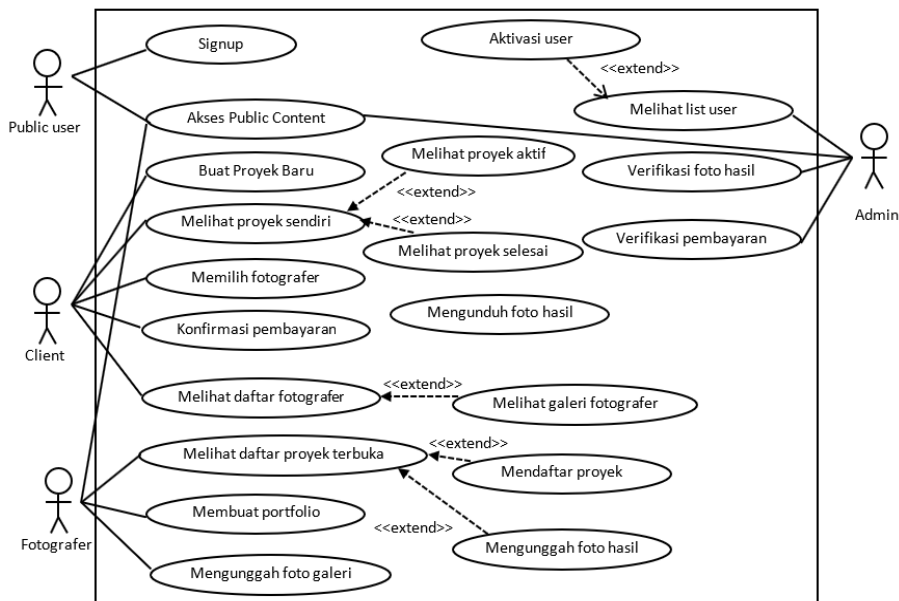 Signup
Aktivasi user
<<extend>>
Public user
Akses Public Content
Melihat list user
Buat Proyek Baru
Melihat proyek aktif
Verifikasi foto hasil
<<extend>>
Admin
Melihat proyek sendiri
<<extend>>
Melihat proyek selesai
Verifikasi pembayaran
Memilih fotografer
Mengunduh foto hasil
Konfirmasi pembayaran
Client
Melihat daftar fotografer
<<extend>>
Melihat galeri fotografer
Melihat daftar proyek terbuka
<<extend>>
Mendaftar proyek
Membuat portfolio
<<extend>>
Fotografer
Mengunggah foto hasil
Mengunggah foto galeri